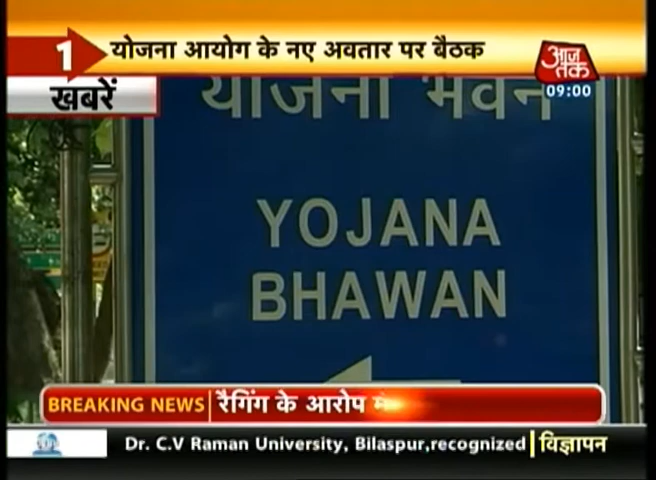 1
योजना आयोग के नए अवतार पर बैठक
आज तक
09:00
खबरें
योजना भवन
YOJANA
BHAWAN
BREAKING NEWS रैगिंग के आरोप
Dr. C.V Raman University, Bilaspur,recognized विज्ञापन